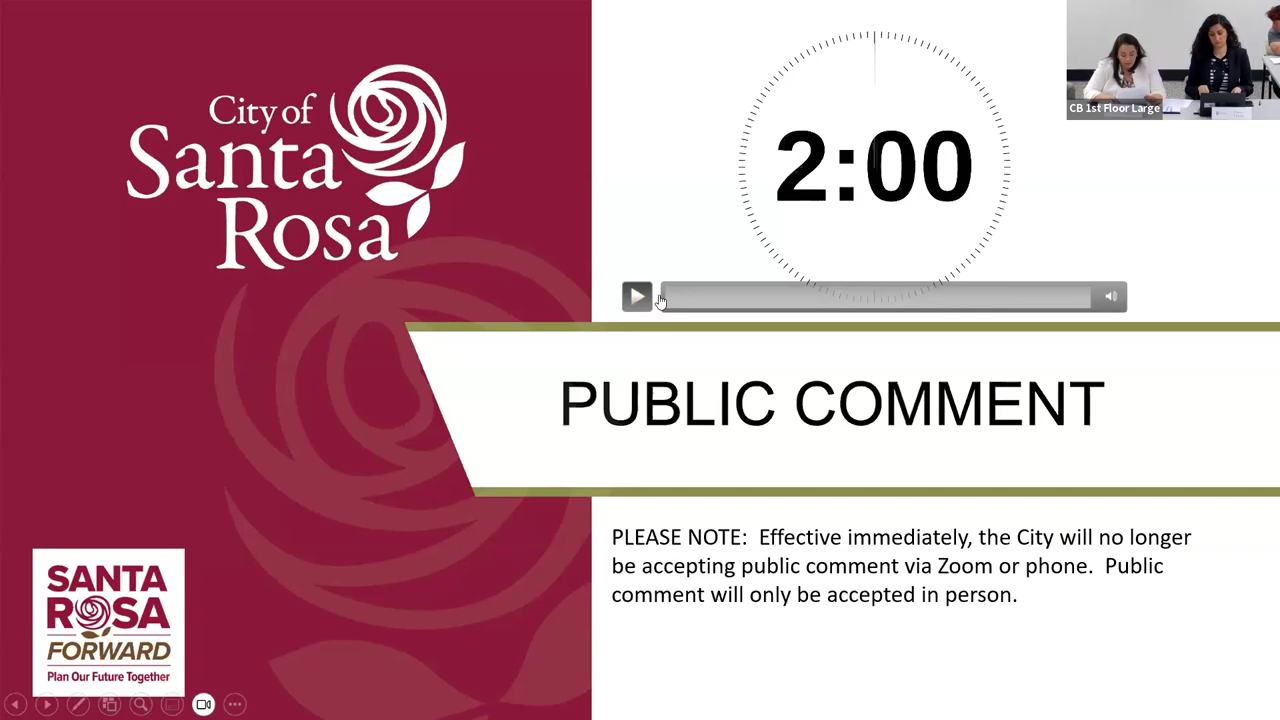 City of
Santa
Rosa
2:00
CB 1st Floor Large
PUBLIC COMMENT
PLEASE NOTE:  Effective immediately, the City will no longer
be accepting public comment via Zoom or phone.  Public
comment will only be accepted in person.
SANTA
ROSA
FORWARD
Plan Our Future Together